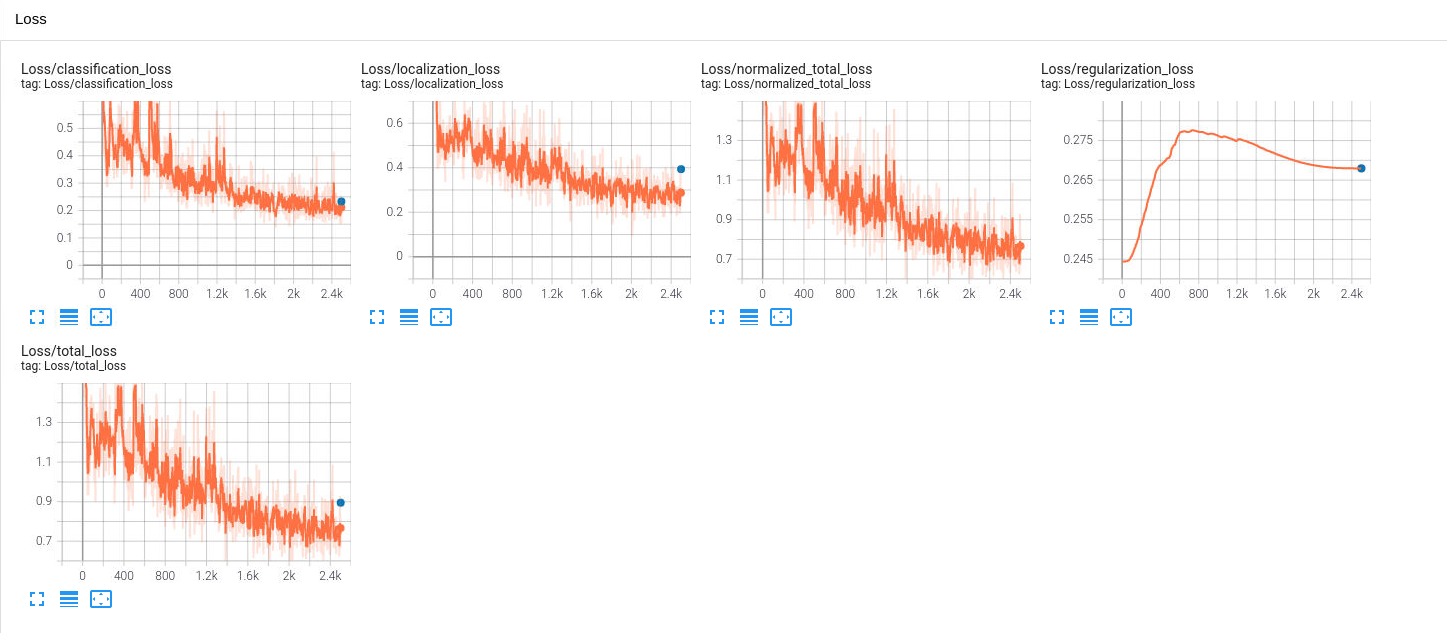 Loss
Loss/classification_loss
tag: Loss/classification_loss
0.5
0.4
0.3
0.2
0.1
0
0 400 800 1.2k 1.6k 2k 2.4k
Loss/localization_loss
tag: Loss/localization_loss
0.6
0.4
0.2
0
0 400 800 1.2k 1.6k 2k 2.4k
Loss/normalized_total_loss
tag: Loss/normalized_total_loss
1.3
1.1
0.9
0.7
0 400 800 1.2k 1.6k 2k 2.4k
Loss/regularization_loss
tag: Loss/regularization_loss
0.275
0.265
0.255
0.245
0 400 800 1.2k 1.6k 2k 2.4k
Loss/total_loss
tag: Loss/total_loss
1.3
1.1
0.9
0.7
0 400 800 1.2k 1.6k 2k 2.4k